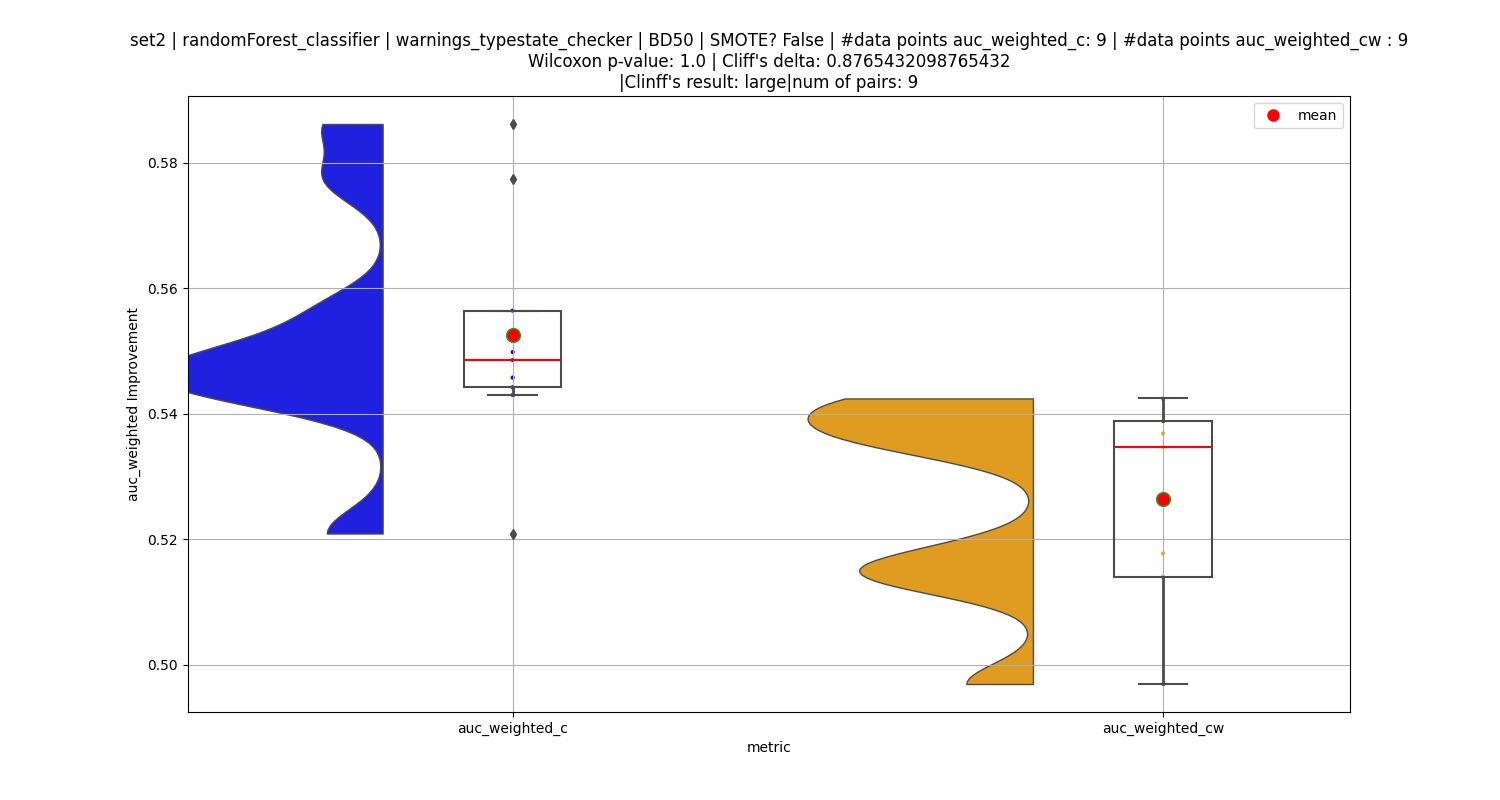 set2 | randomForest_classifier | warnings_typestate_checker | BD50 | SMOTE? False | #data points auc_weighted_c: 9 | #data points auc_weighted_cw : 9
Wilcoxon p-value: 1.0 | Cliff's delta: 0.8765432098765432
|Clinff's result: large|num of pairs: 9
mean
0.58
0.56
0.54
0.52
0.50
auc_weighted Improvement
auc_weighted_c
auc_weighted_cw
metric